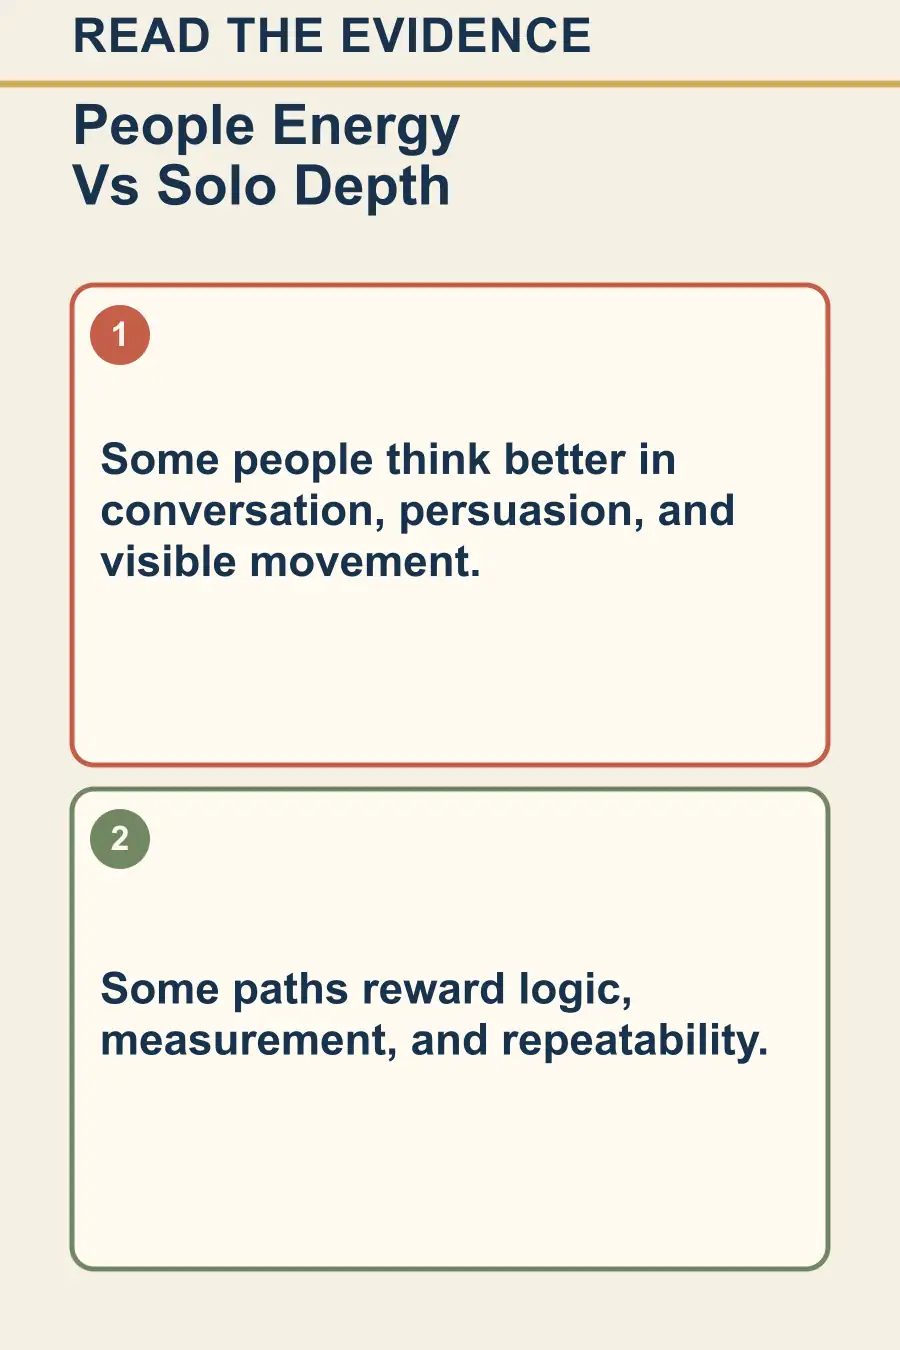 READ THE EVIDENCE
People Energy
Vs Solo Depth
1
Some people think better in
conversation, persuasion, and
visible movement.
2
Some paths reward logic,
measurement, and repeatability.